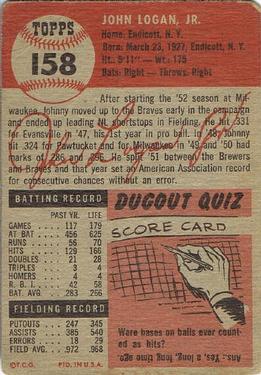 TOPPS
158
JOHN LOGAN, JR.
Home: Endicott, N. Y.
Born: March 23, 1927, Endicott, N. Y.
Ht: 5'11" - Wt: 175
Bats: Right - Throws: Right
After starting the '52 season at Mil-
waukee, Johnny moved up to the Braves early in the campaign
and ended up leading NL shortstops in Fielding. He hit .331
for Evansville in '47, his 1st year in pro ball. In '48 Johnny
hit .324 for Pawtucket and for Milwaukee in '49 and '50 had
marks of .286 and .296. He split '51 between the Brewers
and Braves and that year set an American Association record
for consecutive chances without an error.
BATTING RECORD
PAST YR. LIFE
GAMES 117 179
AT BAT 456 625
RUNS 56 70
HITS 129 166
DOUBLES 21 28
TRIPLES 3 4
HOMERS 4 4
R. B. I. 42 58
BAT. AVG. .283 .266
FIELDING RECORD
PUTOUTS 247 345
ASSISTS 385 540
ERRORS 18 29
FIELD AVG. .972 .968
DUGOUT QUIZ
SCORE CARD
Were bases on balls ever count-
ed as hits?
Ans: Yes, a long, long
time ago.
©T.C.G. PTD. IN U.S.A.